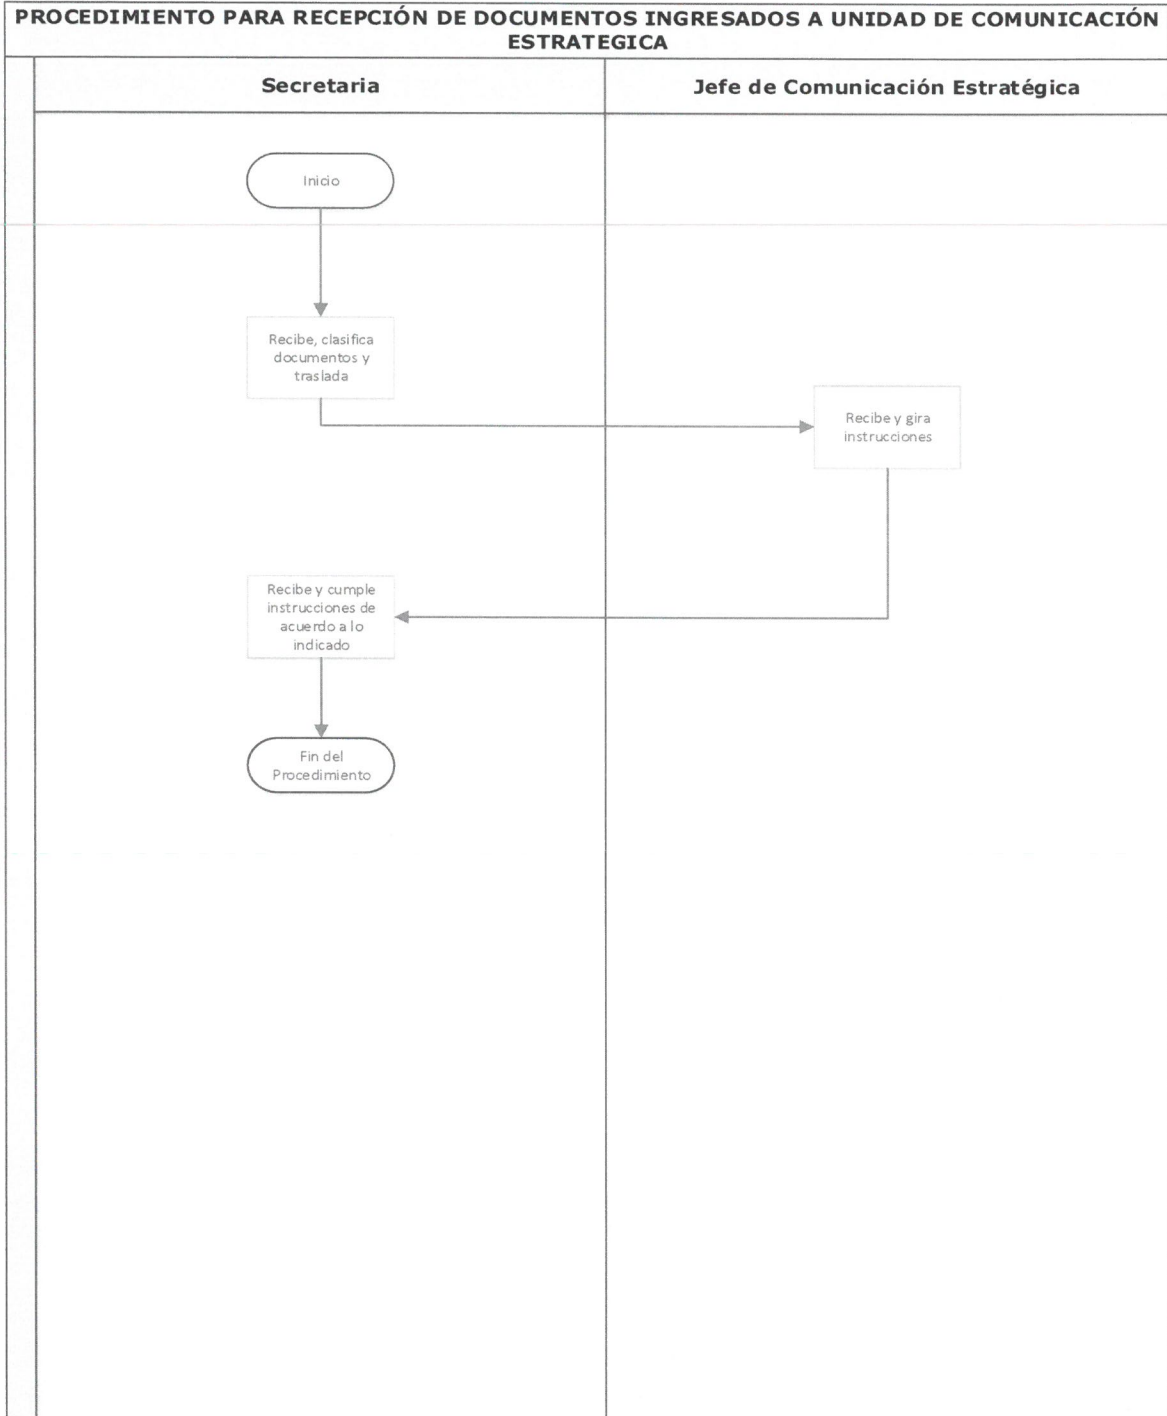 PROCEDIMIENTO PARA RECEPCIÓN DE DOCUMENTOS INGRESADOS A UNIDAD DE COMUNICACIÓN
ESTRATEGICA
Secretaria
Jefe de Comunicación Estratégica
Inicio
Recibe, clasifica
documentos y
traslada
Recibe y gira
instrucciones
Recibe y cumple
instrucciones de
acuerdo a lo
indicado
Fin del
Procedimiento